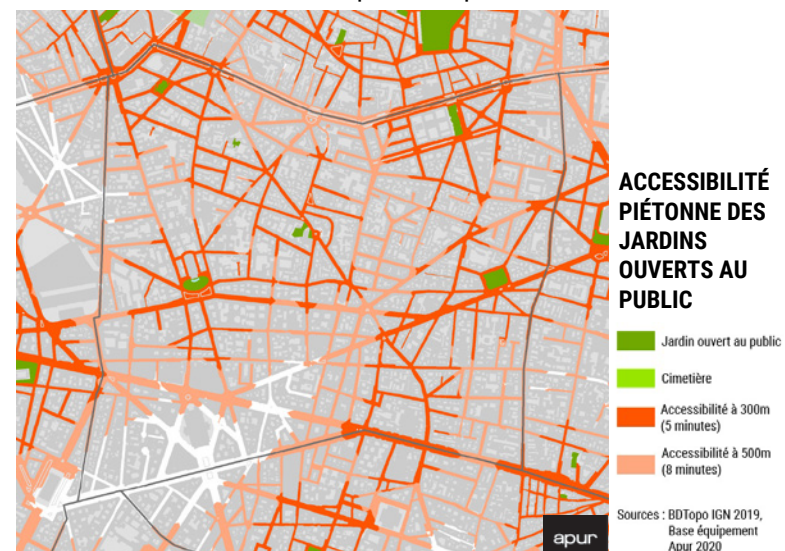 ACCESSIBILITÉ
PIÉTONNE DES
JARDINS
OUVERTS AU
PUBLIC
Jardin ouvert au public
Cimetière
Accessibilité à 300m
(5 minutes)
Accessibilité à 500m
(8 minutes)
Sources : BDTopo IGN 2019,
Base équipement
Apur 2020
apur